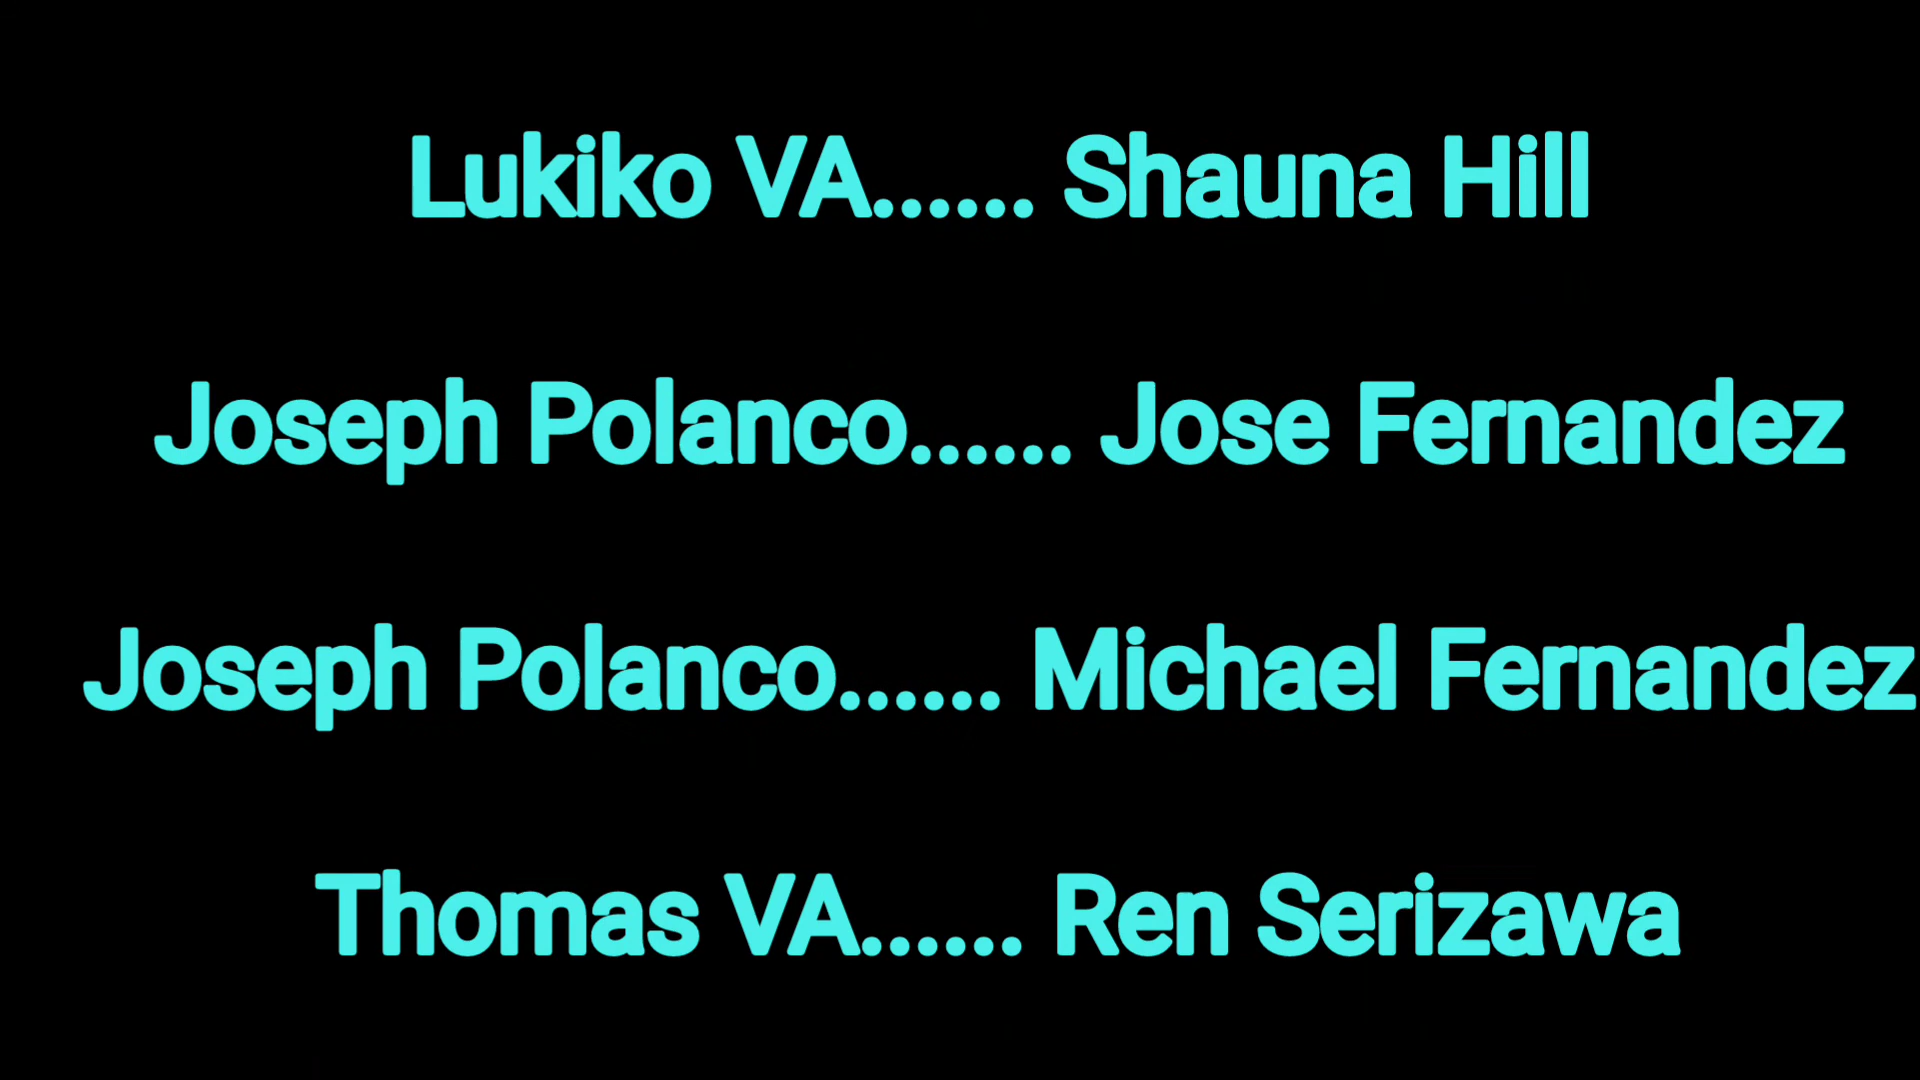 Lukiko VA...... Shauna Hill
Joseph Polanco...... Jose Fernandez
Joseph Polanco...... Michael Fernandez
Thomas VA...... Ren Serizawa